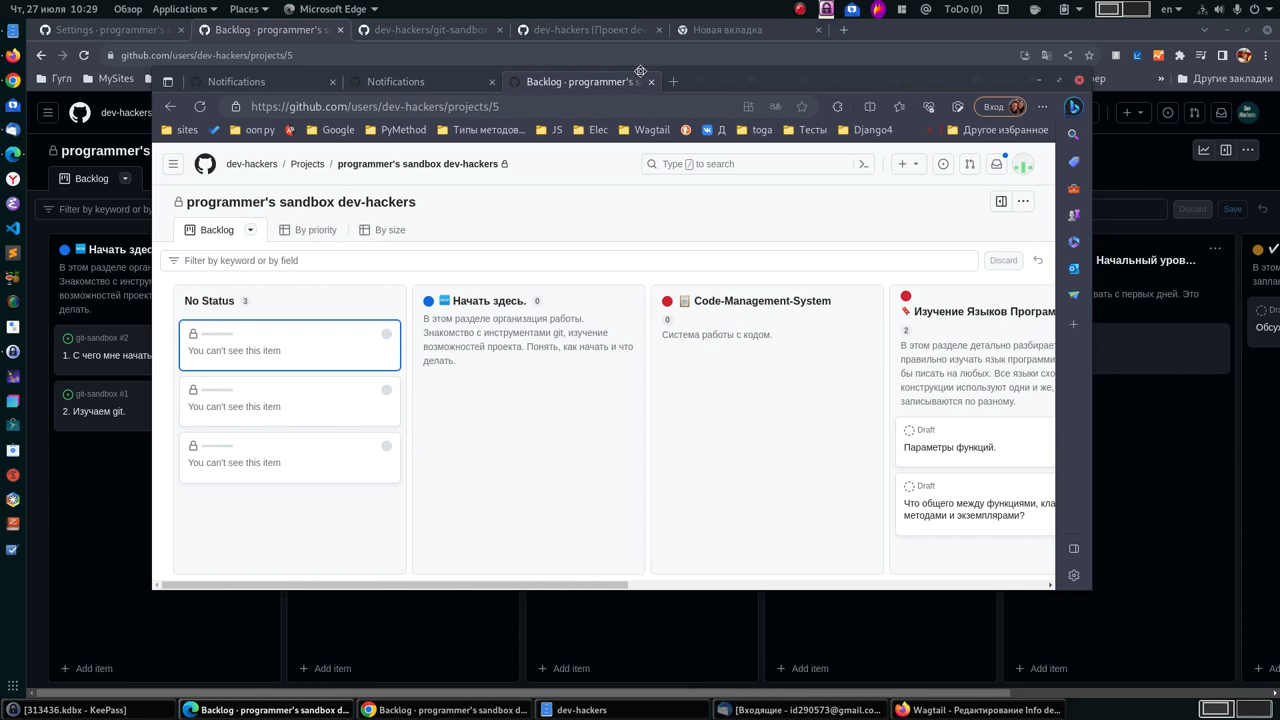 Чт, 27 июля 10:29 Обзор Applications Places Microsoft Edge ToDo(0) en
Settings · programmer's s
Backlog · programmer's s
dev-hackers/git-sandbox
dev-hackers (Проект dev
Новая вкладка
github.com/users/dev-hackers/projects/5
Гугл MySites
Другие закладки
Notifications
Notifications
Backlog · programmer's s
https://github.com/users/dev-hackers/projects/5
Вход
sites
ооп ру
Google
PyMethod
Типы методов...
JS
Elec
Wagtail
Д
toga
Тесты
Django4
Другое избранное
dev-hackers
dev-hackers / Projects / programmer's sandbox dev-hackers
Type / to search
programmer's
programmer's sandbox dev-hackers
Backlog
Backlog
By priority
By size
Filter by keyword or by
Discard
Save
Filter by keyword or by field
Discard
Начать здес
В этом разделе
Знакомство с инстру
возможностей проек
делать.
git-sandbox #2
1. С чего мне начать
git-sandbox #1
2. Изучаем git.
No Status 3
You can't see this item
You can't see this item
You can't see this item
Начать здесь. 0
В этом разделе организация работы.
Знакомство с инструментами git, изучение
возможностей проекта. Понять, как начать и что
делать.
Code-Management-System
0
Система работы с кодом.
Изучение Языков Програм
2
В этом разделе детально разбирает
правильно изучать язык программи
бы писать на любых. Все языки схо
конструкции используют одни и же,
записываются по разному.
Draft
Параметры функций.
Draft
Что общего между функциями, кла
методами и экземплярами?
Начальный уров...
вать с первых дней. Это
В этом
заплан
Dra
Обсу
Add item
Add item
Add item
Add item
Add item
Ad
[313436.kdbx - KeePass]
Backlog · programmer's sandbox d...
Backlog · programmer's sandbox d...
dev-hackers
[Входящие - id290573@gmail.co...
Wagtail - Редактирование Info de...